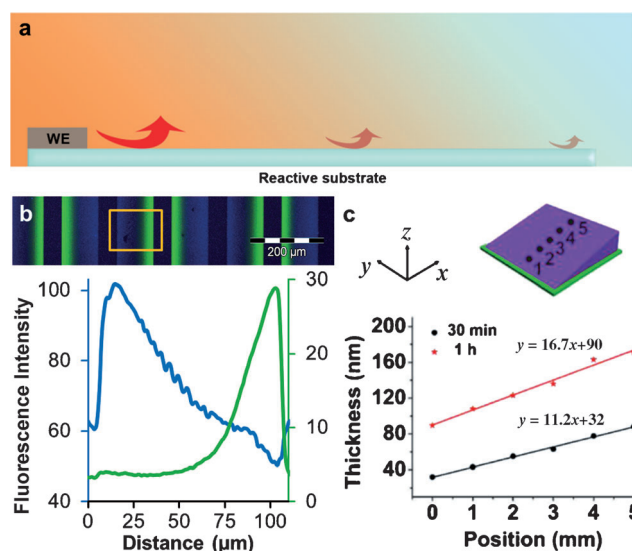 a
WE
Reactive substrate
b
200 µm
Fluorescence Intensity
100
80
60
40
30
20
10
0
0
25
50
75
100
Distance (µm)
c
z
y
x
1 2 3 4 5
Thickness (nm)
200
160
120
80
40
30 min
1 h
y = 16.7x+90
y = 11.2x+32
0 1 2 3 4 5
Position (mm)